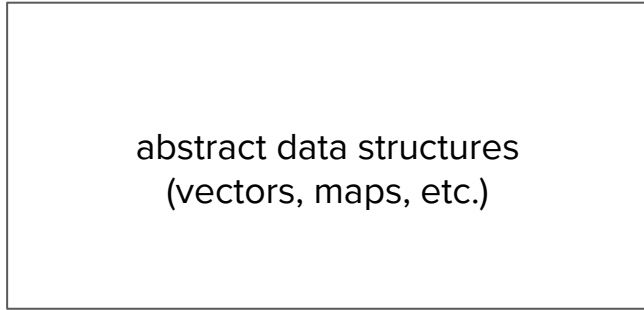 abstract data structures
(vectors, maps, etc.)